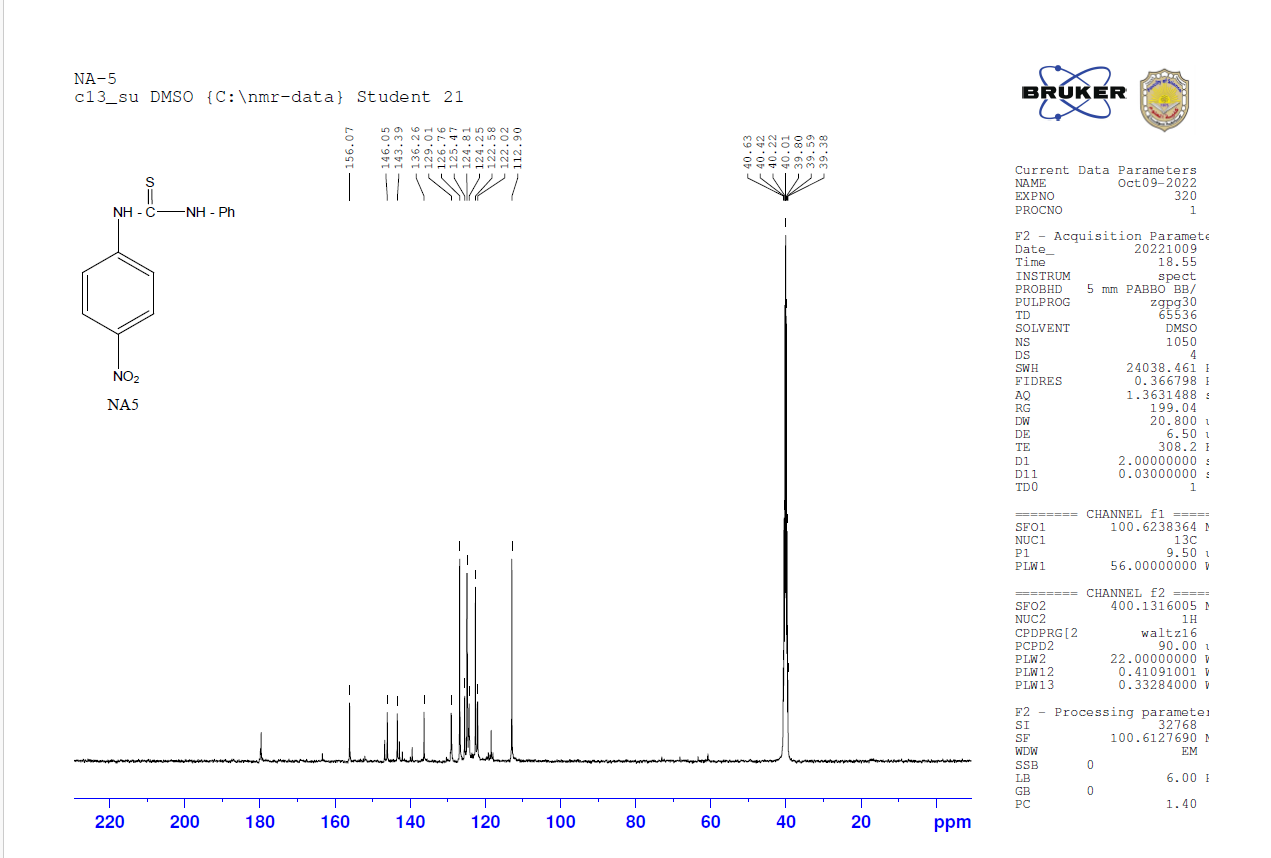 NA-5
c13_su DMSO {C:\nmr-data} Student 21
156.07
146.05
143.39
136.26
129.01
126.76
125.47
124.81
124.25
122.58
122.02
112.90
40.63
40.42
40.22
40.01
39.80
39.59
39.38
S
NH - C NH - Ph
NO2
NA5
220 200 180 160 140 120 100 80 60 40 20 ppm
BRUKER
Current Data Parameters
NAME Oct09-2022
EXPNO 320
PROCNO 1
F2 - Acquisition Paramete
Date_ 20221009
Time 18.55
INSTRUM spect
PROBHD 5 mm PABBO BB/
PULPROG zgpg30
TD 65536
SOLVENT DMSO
NS 1050
DS 4
SWH 24038.461
FIDRES 0.366798
AQ 1.3631488
RG 199.04
DW 20.800
DE 6.50
TE 308.2
D1 2.00000000
D11 0.03000000
TD0 1
======== CHANNEL f1 =====
SFO1 100.6238364
NUC1 13C
P1 9.50
PLW1 56.00000000
======== CHANNEL f2 =====
SFO2 400.1316005
NUC2 1H
CPDPRG[2 waltz16
PCPD2 90.00
PLW2 22.00000000
PLW12 0.41091001
PLW13 0.33284000
F2 - Processing parameter
SI 32768
SF 100.6127690
WDW EM
SSB 0
LB 6.00
GB 0
PC 1.40